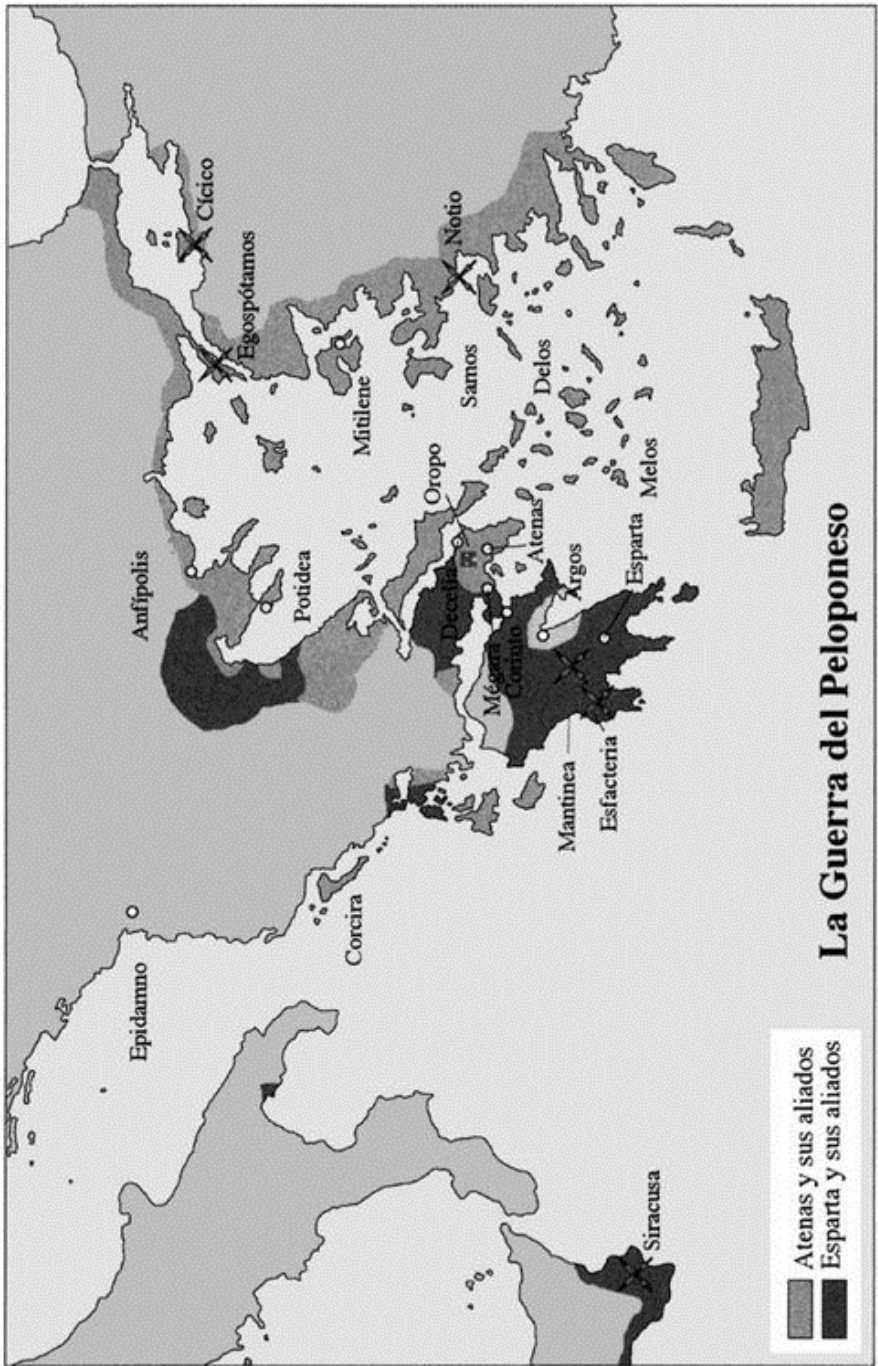 Epidamno
Corcira
Anfípolis
Potidea
Egospótamos
Cícico
Mitilene
Notio
Samos
Delos
Oropo
Decelia
Atenas
Mégara
Corinto
Argos
Melos
Esparta
Mantinea
Esfacteria
Siracusa
La Guerra del Peloponeso
Atenas y sus aliados
Esparta y sus aliados